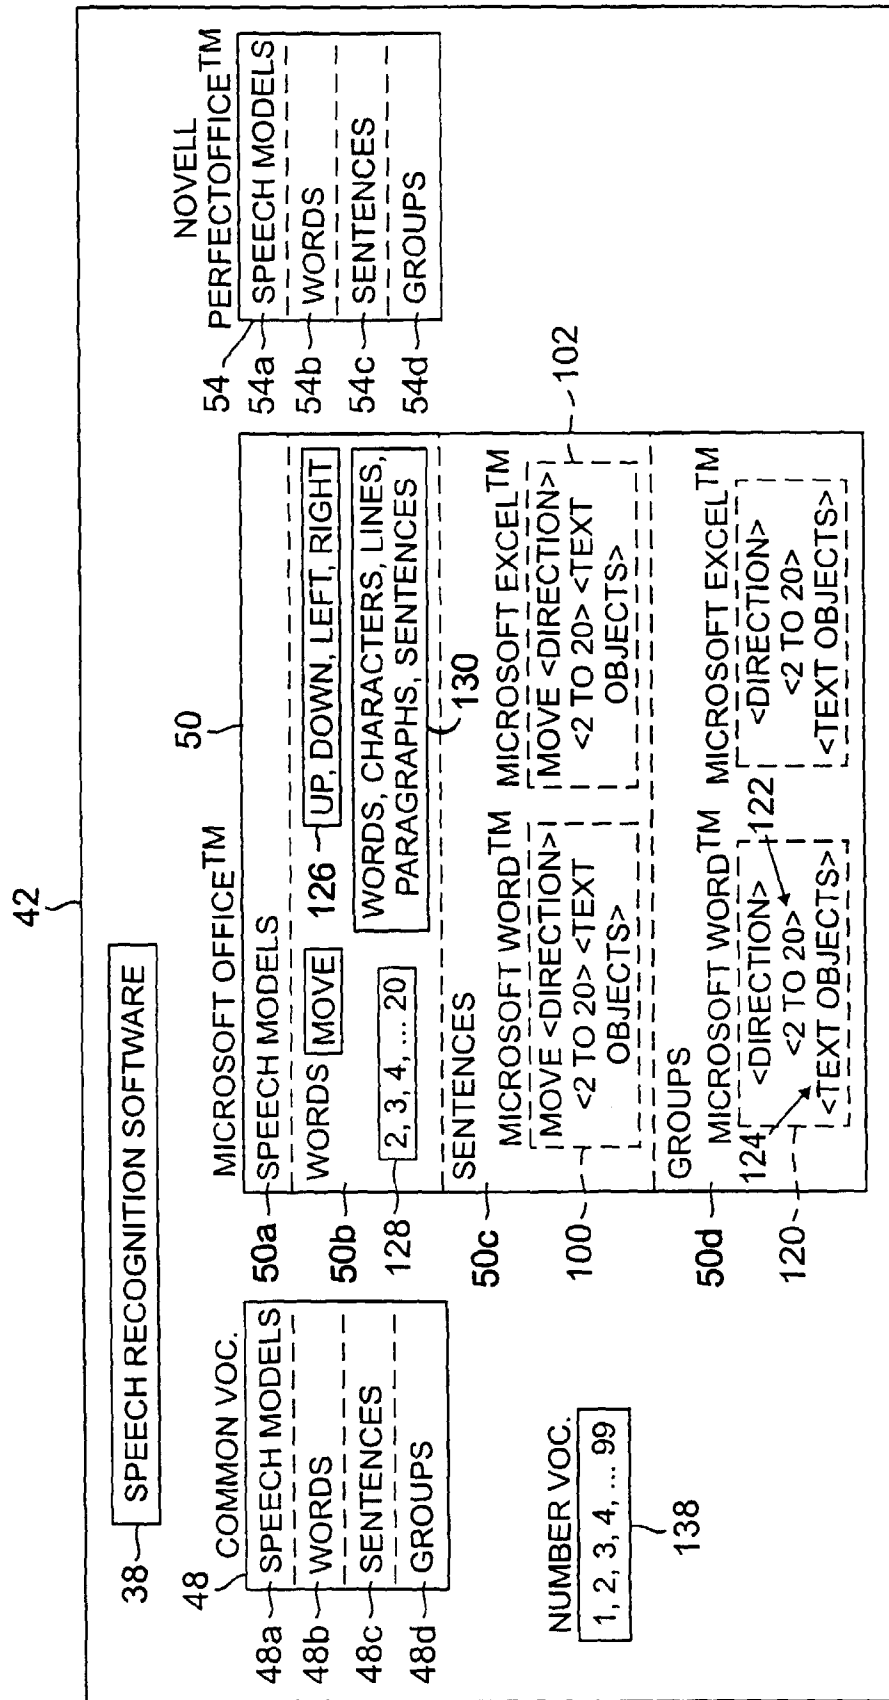 42
38
SPEECH RECOGNITION SOFTWARE
48
COMMON VOC.
48a
SPEECH MODELS
48b
WORDS
48c
SENTENCES
48d
GROUPS
NUMBER VOC.
1, 2, 3, 4, ... 99
138
MICROSOFT OFFICE™
50
50a
SPEECH MODELS
50b
WORDS
MOVE
126
UP, DOWN, LEFT, RIGHT
128
2, 3, 4, ... 20
WORDS, CHARACTERS, LINES,
PARAGRAPHS, SENTENCES
130
50c
SENTENCES
MICROSOFT WORD™
MOVE <DIRECTION>
<2 TO 20> <TEXT
OBJECTS>
100
MICROSOFT EXCEL™
MOVE <DIRECTION>
<2 TO 20> <TEXT
OBJECTS>
102
50d
GROUPS
124
MICROSOFT WORD™
<DIRECTION>
<2 TO 20>
<TEXT OBJECTS>
120
122
MICROSOFT EXCEL™
<DIRECTION>
<2 TO 20>
<TEXT OBJECTS>
NOVELL
PERFECTOFFICE™
54
54a
SPEECH MODELS
54b
WORDS
54c
SENTENCES
54d
GROUPS